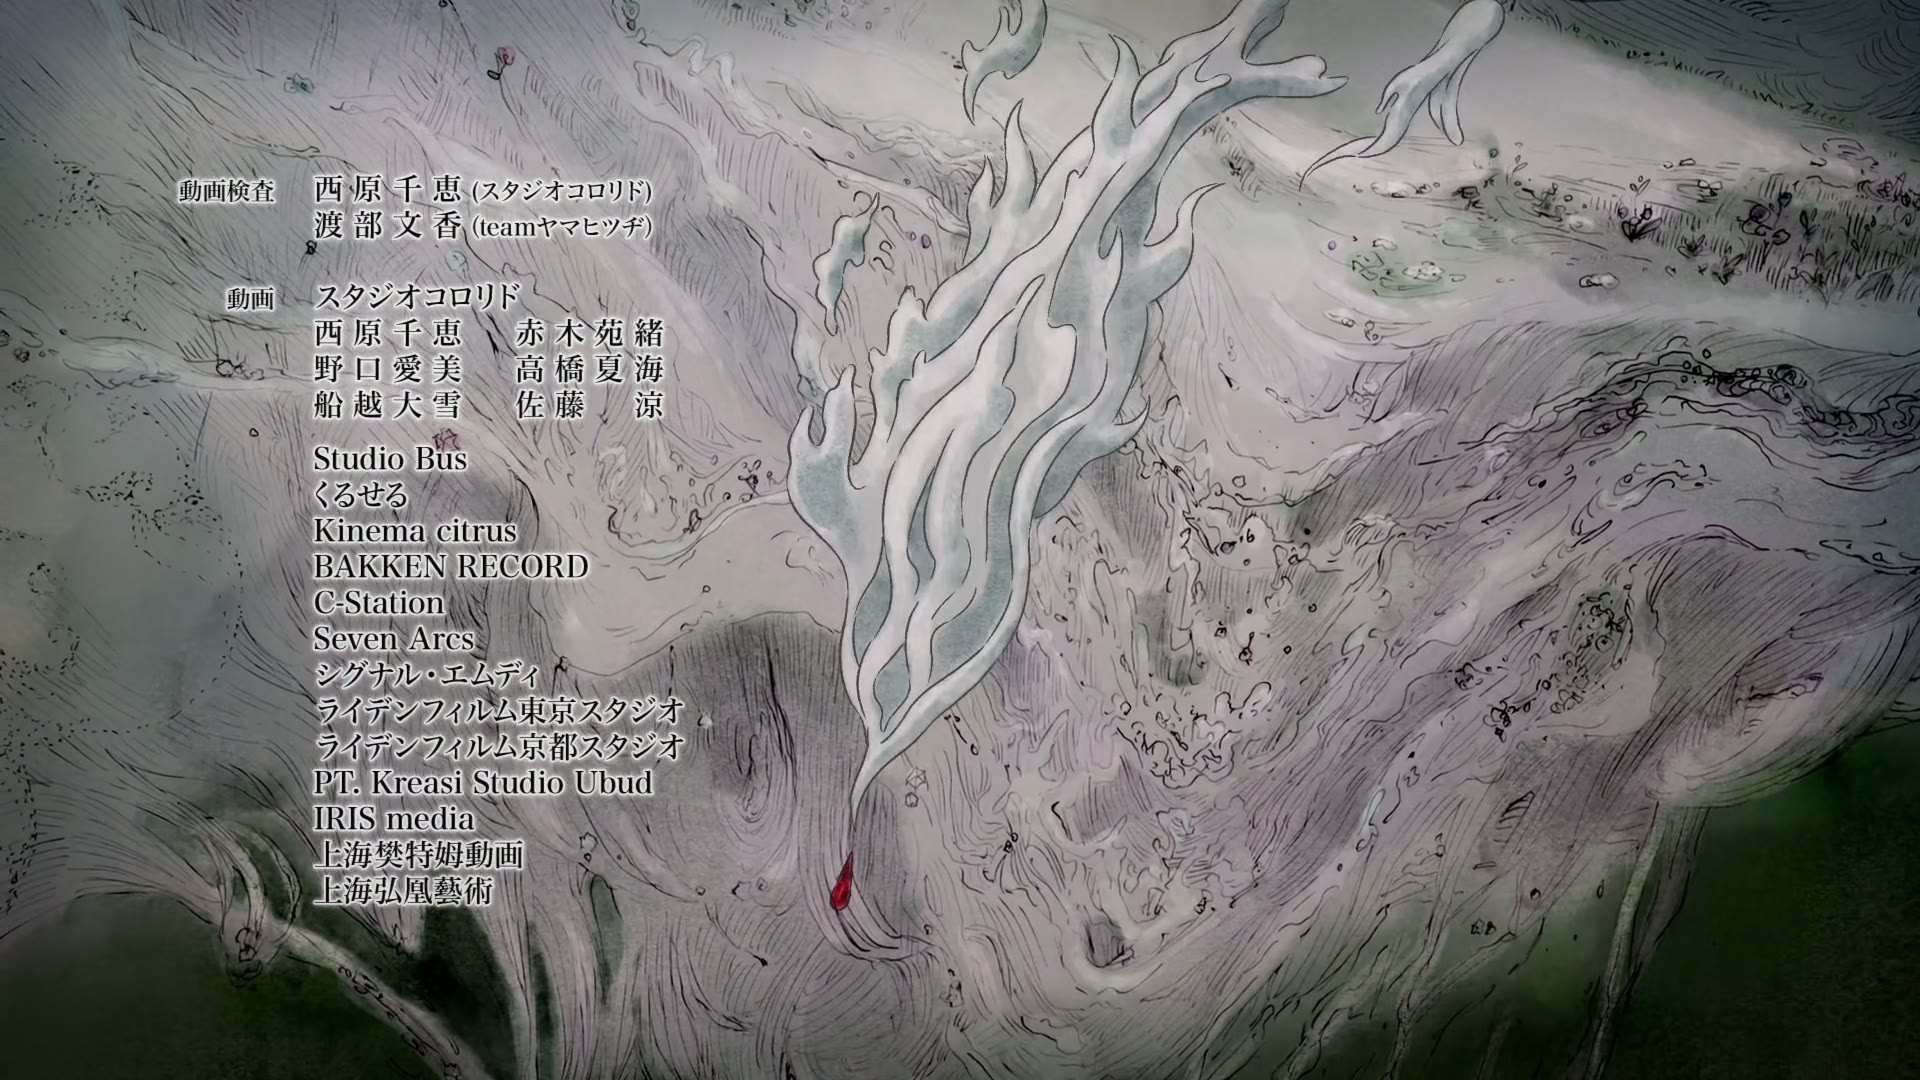 動画検査 西原千恵 (スタジオコロリド)
渡部文香 (teamヤマヒツヂ)
動画 スタジオコロリド
西原千恵 赤木苑緒
野口愛美 高橋夏海
船越大雪 佐藤 涼
Studio Bus
くるせる
Kinema citrus
BAKKEN RECORD
C-Station
Seven Arcs
シグナル・エムディ
ライデンフィルム東京スタジオ
ライデンフィルム京都スタジオ
PT. Kreasi Studio Ubud
IRIS media
上海樊特姆動画
上海弘凰藝術